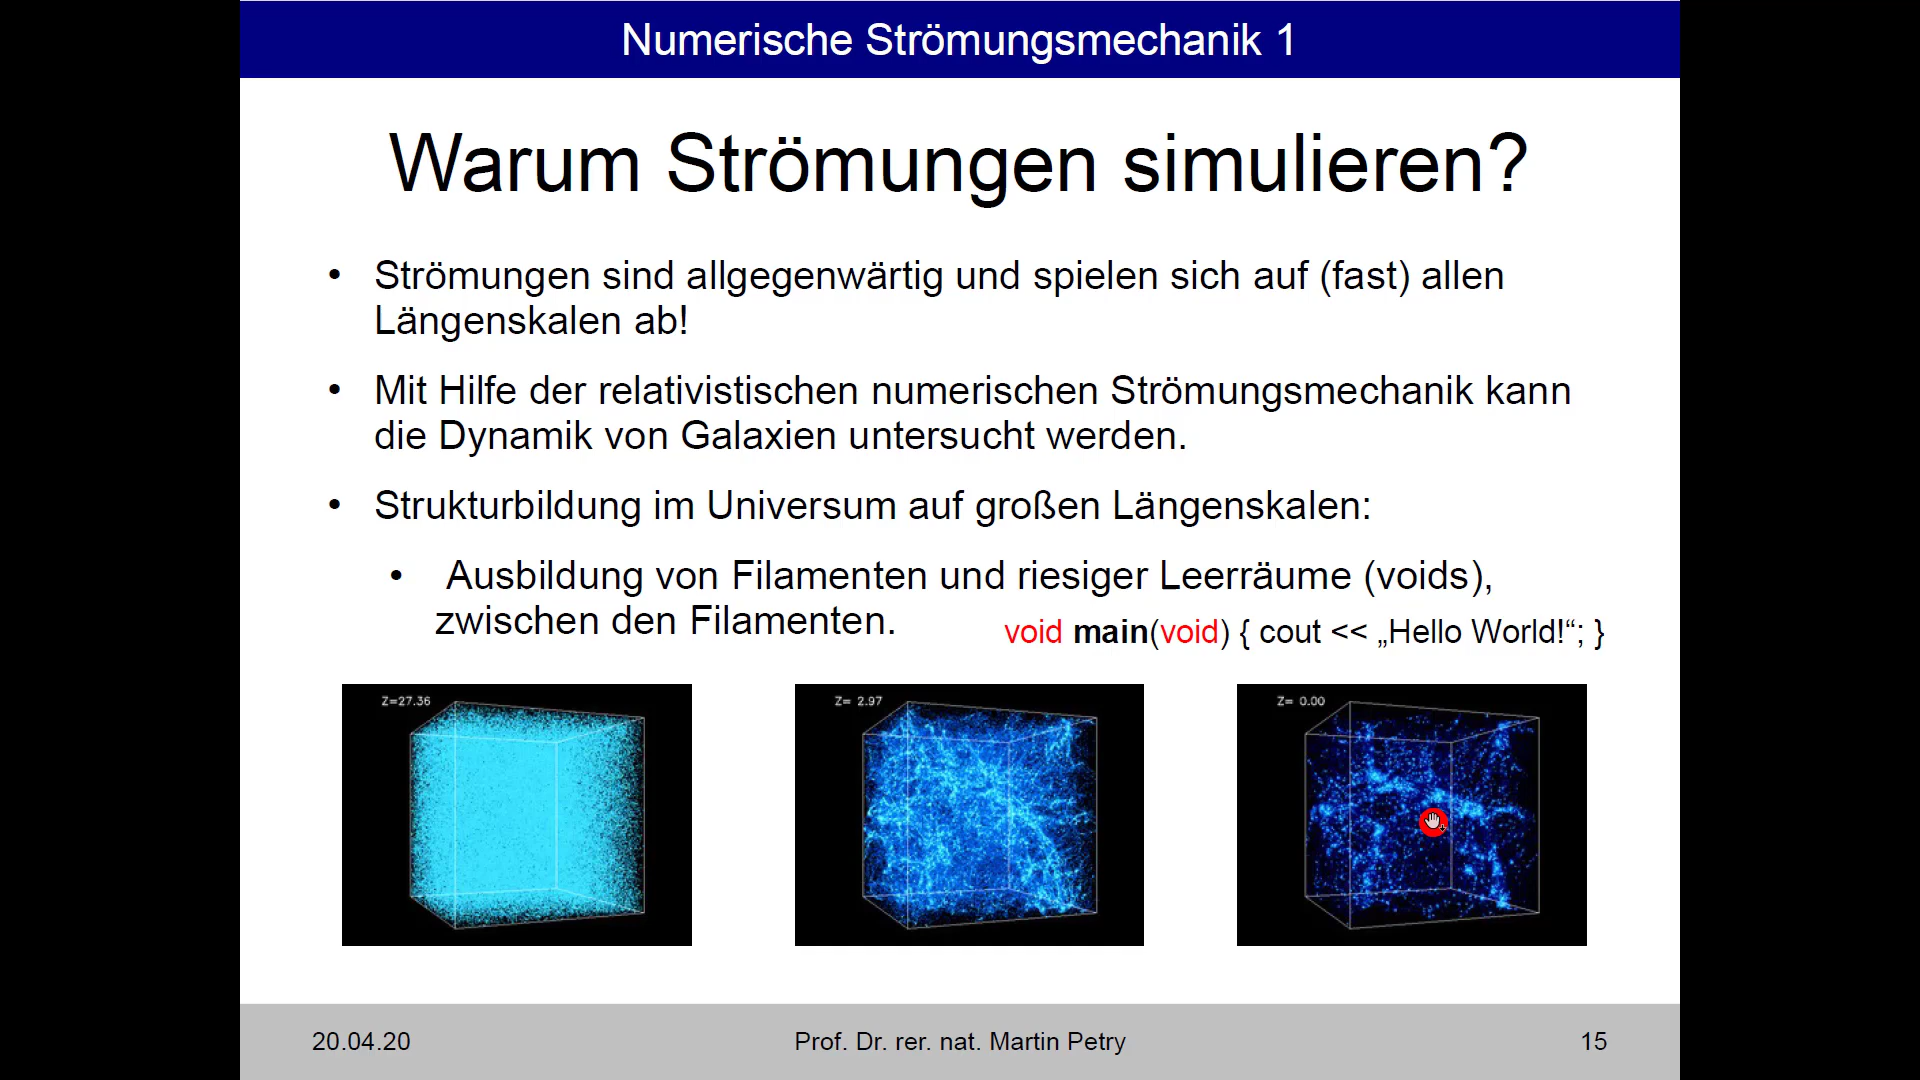 Numerische Strömungsmechanik 1
Warum Strömungen simulieren?
• Strömungen sind allgegenwärtig und spielen sich auf (fast) allen
Längenskalen ab!
• Mit Hilfe der relativistischen numerischen Strömungsmechanik kann
die Dynamik von Galaxien untersucht werden.
• Strukturbildung im Universum auf großen Längenskalen:
• Ausbildung von Filamenten und riesiger Leerräume (voids),
zwischen den Filamenten.
void main(void) { cout << „Hello World!“; }
Z=27.36
Z= 2.97
Z= 0.00
20.04.20
Prof. Dr. rer. nat. Martin Petry
15